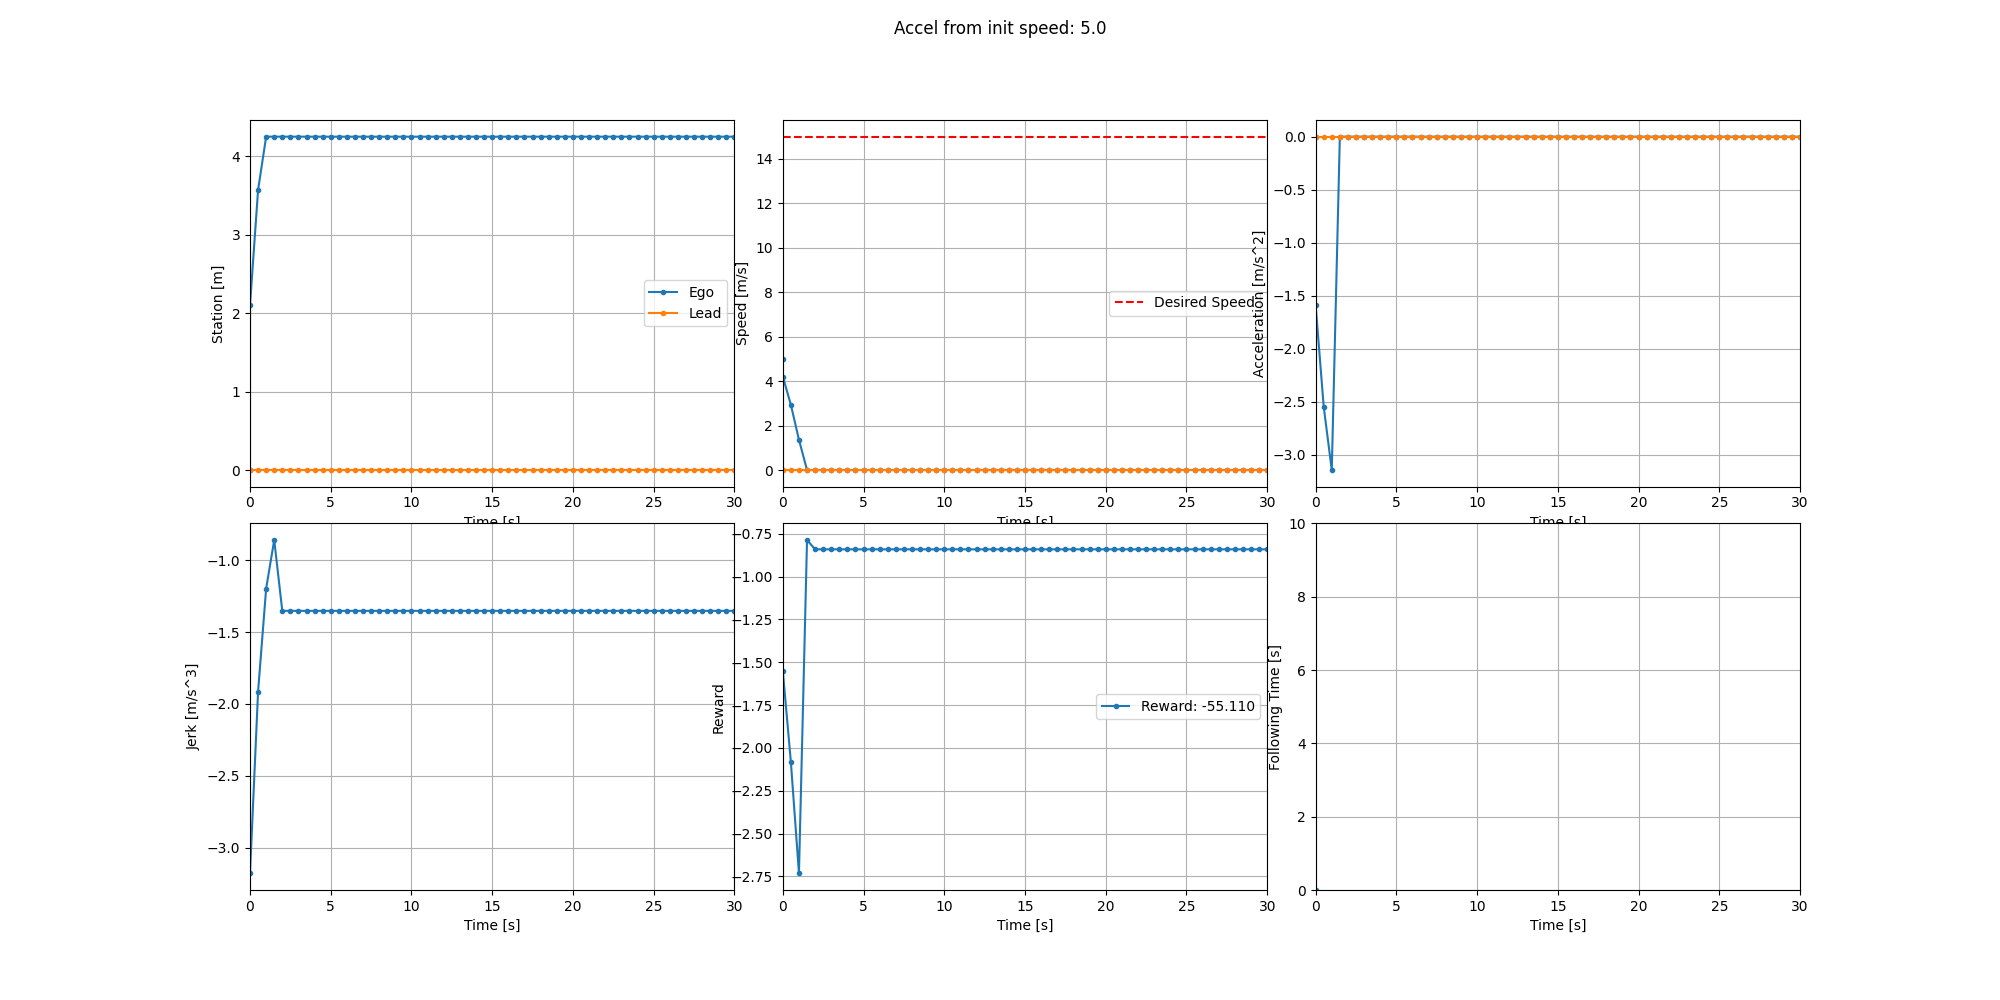 Accel from init speed: 5.0
Station [m]
4
3
2
1
0
0 5 10 15 20 25 30
Time [s]
Ego
Lead
Speed [m/s]
14
12
10
8
6
4
2
0
0 5 10 15 20 25 30
Time [s]
Desired Speed
Acceleration [m/s^2]
0.0
−0.5
−1.0
−1.5
−2.0
−2.5
−3.0
0 5 10 15 20 25 30
Time [s]
Jerk [m/s^3]
−1.0
−1.5
−2.0
−2.5
−3.0
0 5 10 15 20 25 30
Time [s]
Reward
−0.75
−1.00
−1.25
−1.50
−1.75
−2.00
−2.25
−2.50
−2.75
0 5 10 15 20 25 30
Time [s]
Reward: -55.110
Following Time [s]
10
8
6
4
2
0
0 5 10 15 20 25 30
Time [s]